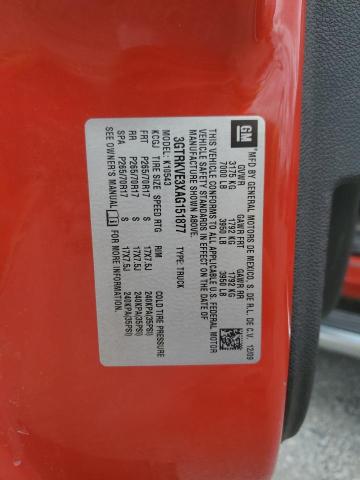 GM
MFD BY GENERAL MOTORS DE MEXICO, S. DE R.L. DE C.V. 12/09
GVWR GAWR FRT GAWR RR
3175 KG 1792 KG 1792 KG
7000 LB 3950 LB 3950 LB
THIS VEHICLE CONFORMS TO ALL APPLICABLE U.S. FEDERAL MOTOR
VEHICLE SAFETY STANDARDS IN EFFECT ON THE DATE OF
MANUFACTURE SHOWN ABOVE.
3GTRKVE3XAG151877 TYPE: TRUCK
MODEL: K10543
KCGJ TIRE SIZE SPEED RTG RIM COLD TIRE PRESSURE
FRT P265/70R17 S 17X7.5J 240KPA(35PSI)
RR P265/70R17 S 17X7.5J 240KPA(35PSI)
SPA P265/70R17 S 17X7.5J 240KPA(35PSI)
SEE OWNER'S MANUAL FOR MORE INFORMATION.